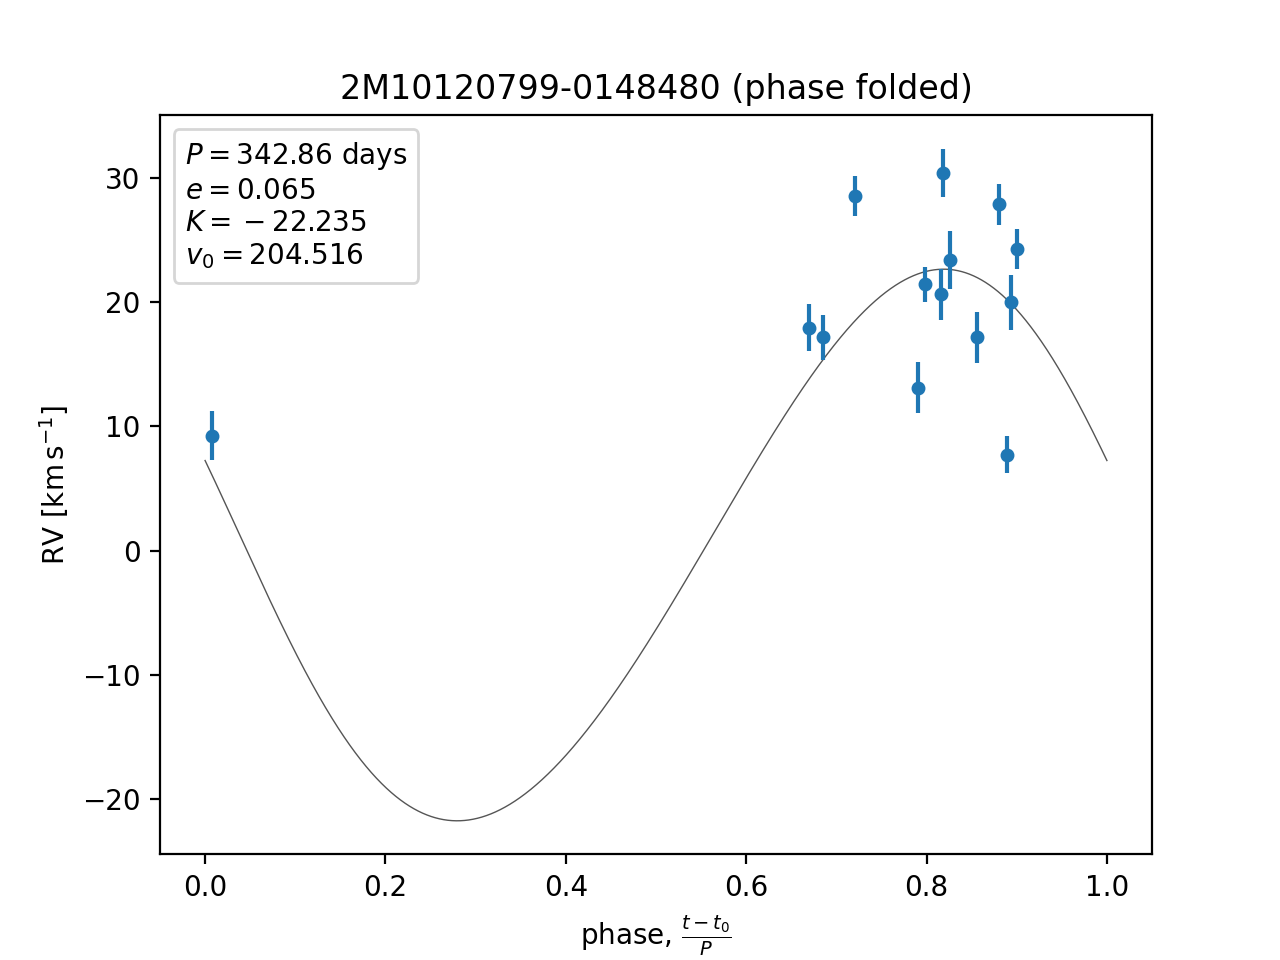 2M10120799-0148480 (phase folded)
P = 342.86 days
e = 0.065
K = −22.235
v₀ = 204.516
30
20
10
0
−10
−20
RV [km s⁻¹]
0.0 0.2 0.4 0.6 0.8 1.0
phase, (t − t₀)/P